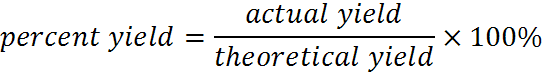 percent yield = actual yield / theoretical yield × 100%